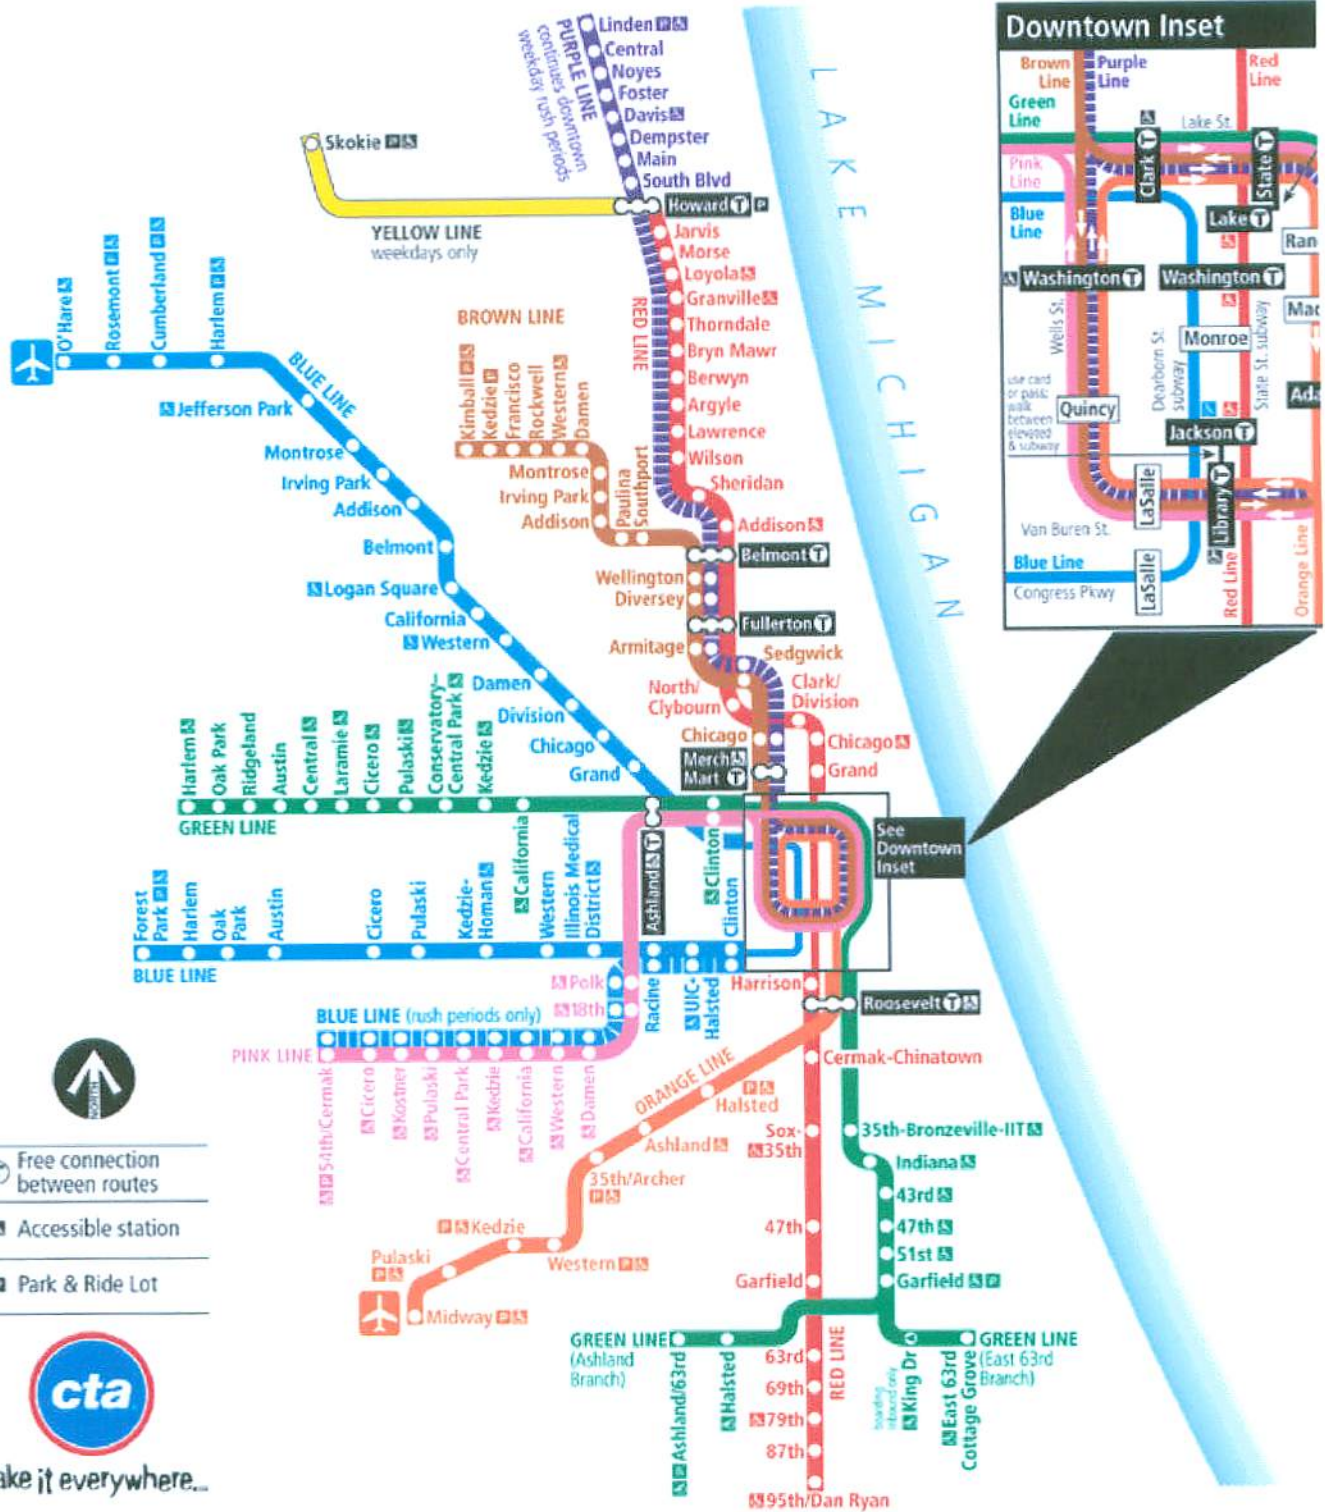 Linden
Central
Noyes
Foster
Davis
Dempster
Main
South Blvd
PURPLE LINE
continues downtown
weekday rush periods
Howard T P
Skokie
YELLOW LINE
weekdays only
Jarvis
Morse
Loyola
Granville
Thorndale
Bryn Mawr
Berwyn
Argyle
Lawrence
Wilson
Sheridan
Addison
RED LINE
Belmont T
Fullerton T
LAKE MICHIGAN
BROWN LINE
Kimball P
Kedzie P
Francisco
Rockwell
Western
Damen
Montrose
Irving Park
Addison
Paulina
Southport
Wellington
Diversey
Armitage
Sedgwick
North/
Clybourn
Clark/
Division
Chicago
Merch
Mart T
Chicago
Grand
O'Hare
Rosemont P
Cumberland P
Harlem P
BLUE LINE
Jefferson Park
Montrose
Irving Park
Addison
Belmont
Logan Square
California
Western
Damen
Division
Chicago
Grand
Harlem
Oak Park
Ridgeland
Austin
Central
Laramie
Cicero
Pulaski
Conservatory–
Central Park
Kedzie
GREEN LINE
California
Ashland T
Clinton
See
Downtown
Inset
Forest
Park P
Harlem
Oak
Park
Austin
Cicero
Pulaski
Kedzie-
Homan
Western
Illinois Medical
District
Clinton
BLUE LINE
Racine
UIC-
Halsted
Polk
18th
BLUE LINE (rush periods only)
PINK LINE
54th/Cermak P
Cicero
Kostner
Pulaski
Central Park
Kedzie
California
Western
Damen
Harrison
Roosevelt T
Cermak-Chinatown
ORANGE LINE
Halsted
Ashland
35th/Archer
P
Western P
P Kedzie
Pulaski
P
Midway P
Sox-
35th
47th
Garfield
63rd
69th
79th
87th
95th/Dan Ryan
RED LINE
35th-Bronzeville-IIT
Indiana
43rd
47th
51st
Garfield P
GREEN LINE
(Ashland
Branch)
Ashland/63rd P
Halsted
boarding
inbound only
King Dr
East 63rd
Cottage Grove
GREEN LINE
(East 63rd
Branch)
Downtown Inset
Brown
Line
Purple
Line
Red
Line
Green
Line
Lake St.
Pink
Line
Clark T
State T
Blue
Line
Lake T
Ran
Washington T
Washington T
Wells St.
Mad
Monroe
Dearborn St.
subway
State St. subway
use card
or pass;
walk
between
elevated
& subway
Quincy
Ada
Jackson T
LaSalle
Library T
Van Buren St.
Blue Line
Congress Pkwy
LaSalle
Red Line
Orange Line
NORTH
Free connection
between routes
Accessible station
Park & Ride Lot
cta
ake it everywhere...